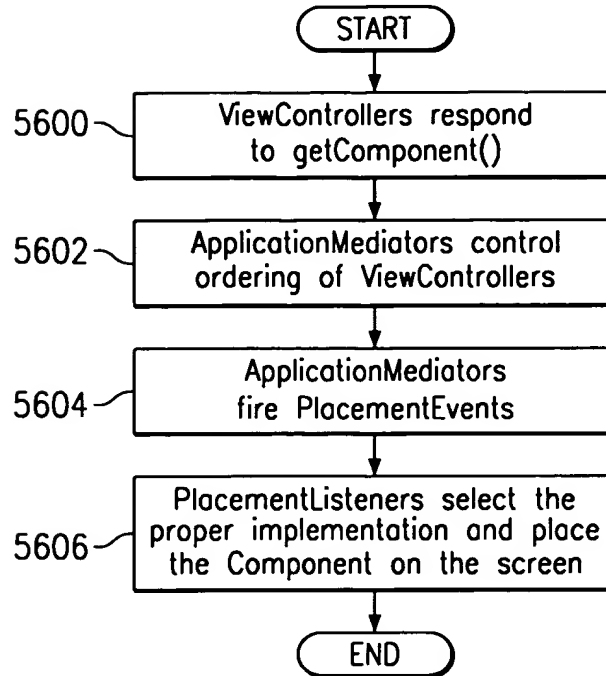 START
5600
ViewControllers respond
to getComponent()
5602
ApplicationMediators control
ordering of ViewControllers
5604
ApplicationMediators
fire PlacementEvents
5606
PlacementListeners select the
proper implementation and place
the Component on the screen
END